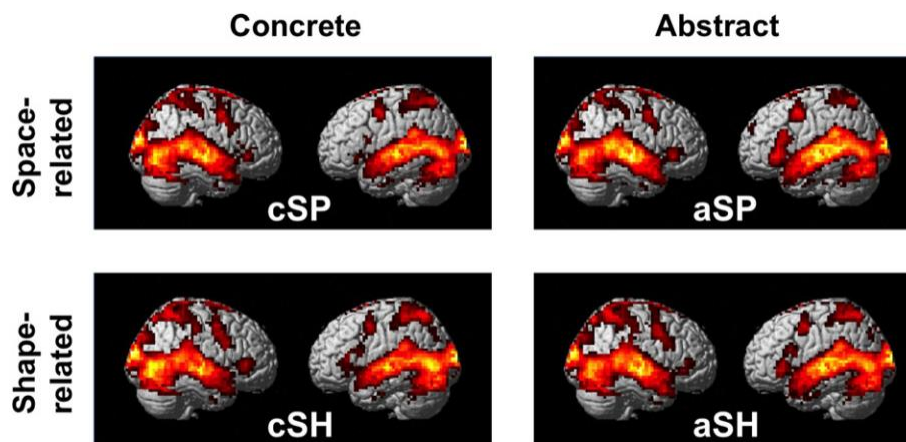 Concrete
Abstract
Space-
related
cSP
aSP
Shape-
related
cSH
aSH